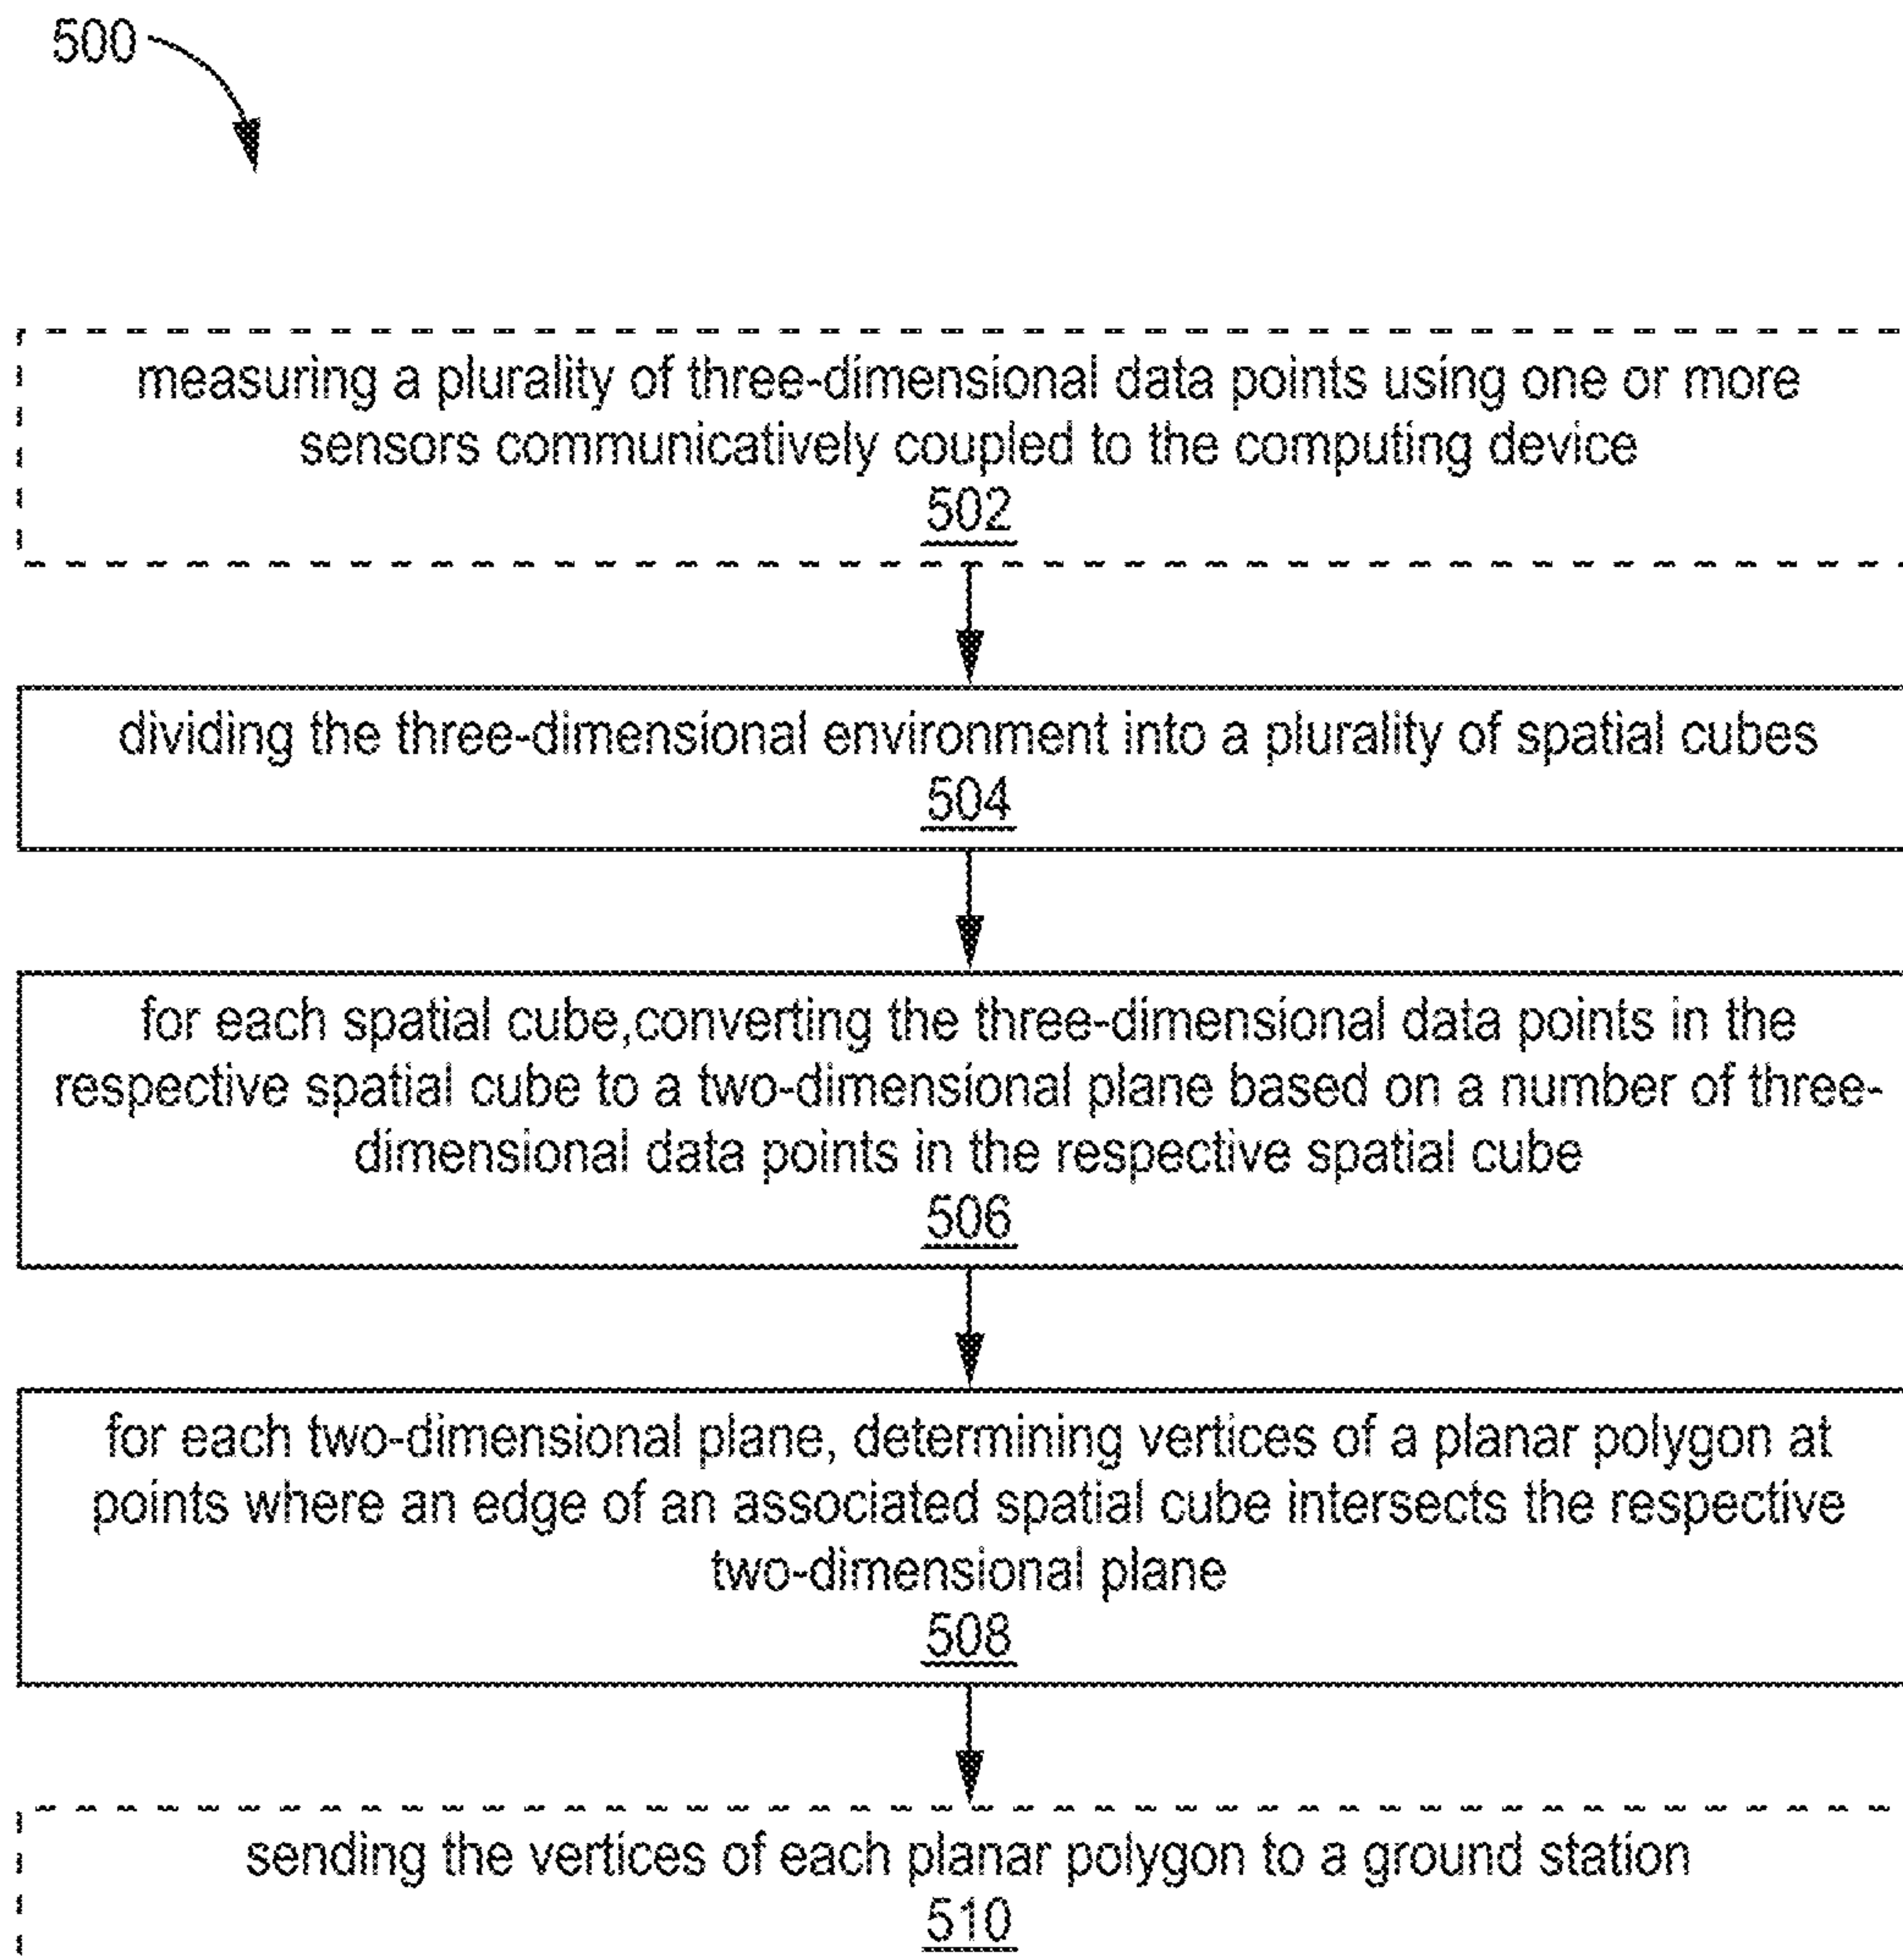 500
measuring a plurality of three-dimensional data points using one or more
sensors communicatively coupled to the computing device
502
dividing the three-dimensional environment into a plurality of spatial cubes
504
for each spatial cube,converting the three-dimensional data points in the
respective spatial cube to a two-dimensional plane based on a number of three-
dimensional data points in the respective spatial cube
506
for each two-dimensional plane, determining vertices of a planar polygon at
points where an edge of an associated spatial cube intersects the respective
two-dimensional plane
508
sending the vertices of each planar polygon to a ground station
510